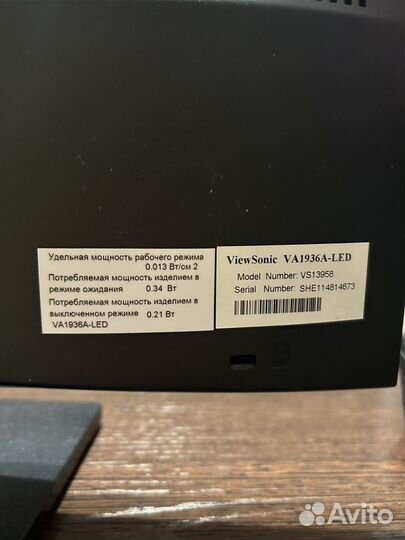 Удельная мощность рабочего режима
0.013 Вт/см 2
Потребляемая мощность изделием в
режиме ожидания 0.34 Вт
Потребляемая мощность изделием в
выключенном режиме 0.21 Вт
VA1936A-LED
ViewSonic VA1936A-LED
Model Number: VS13958
Serial Number: SHE114814673
Avito